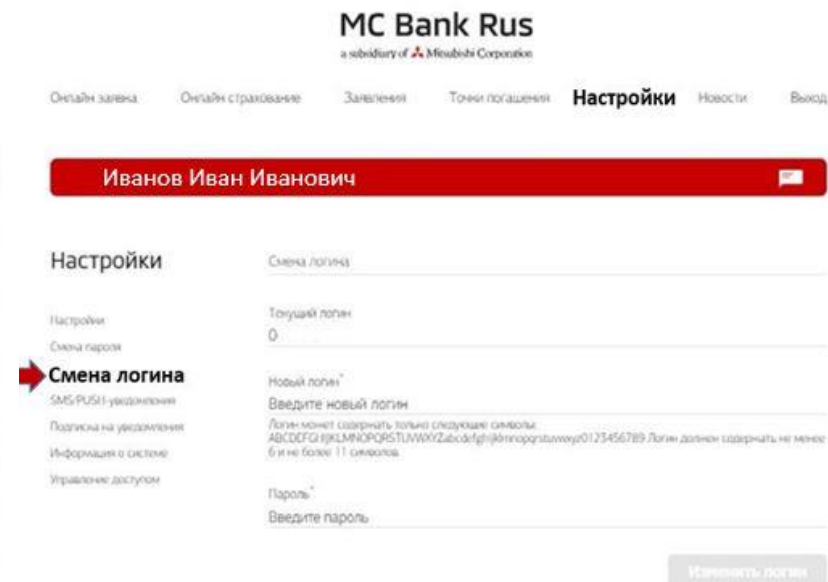 MC Bank Rus
a subsidiary of Mitsubishi Corporation
Онлайн заявка Онлайн страхование Заявления Точки погашения Настройки Новости Выход
Иванов Иван Иванович
Настройки
Смена логина
Настройки
Смена пароля
Смена логина
SMS/PUSH-уведомления
Подписка на уведомления
Информация о системе
Управление доступом
Текущий логин
0
Новый логин*
Введите новый логин
Логин может содержать только следующие символы:
ABCDEFGHIJKLMNOPQRSTUVWXYZabcdefghijklmnopqrstuvwxyz0123456789 Логин должен содержать не менее
6 и не более 11 символов.
Пароль*
Введите пароль
Изменить логин